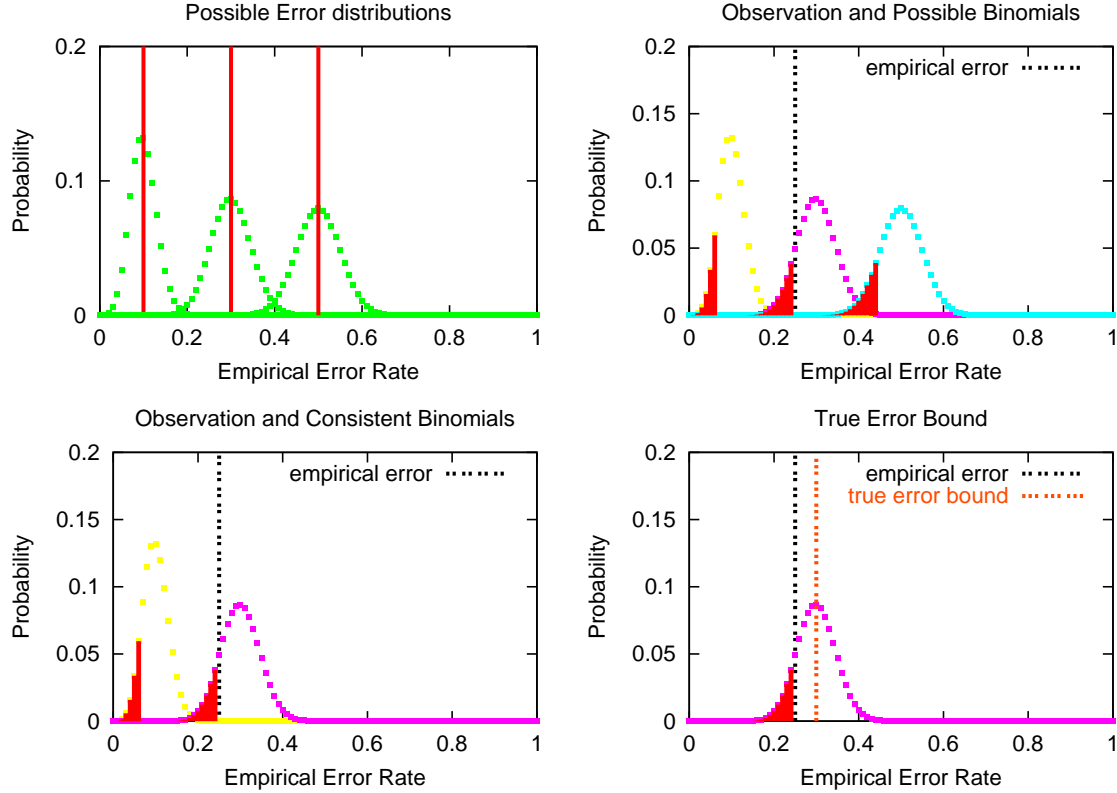 Possible Error distributions
0.2
0.15
0.1
0.05
0
Probability
0 0.2 0.4 0.6 0.8 1
Empirical Error Rate
Observation and Possible Binomials
empirical error
0.2
0.15
0.1
0.05
0
Probability
0 0.2 0.4 0.6 0.8 1
Empirical Error Rate
Observation and Consistent Binomials
empirical error
0.2
0.15
0.1
0.05
0
Probability
0 0.2 0.4 0.6 0.8 1
Empirical Error Rate
True Error Bound
empirical error
true error bound
0.2
0.15
0.1
0.05
0
Probability
0 0.2 0.4 0.6 0.8 1
Empirical Error Rate